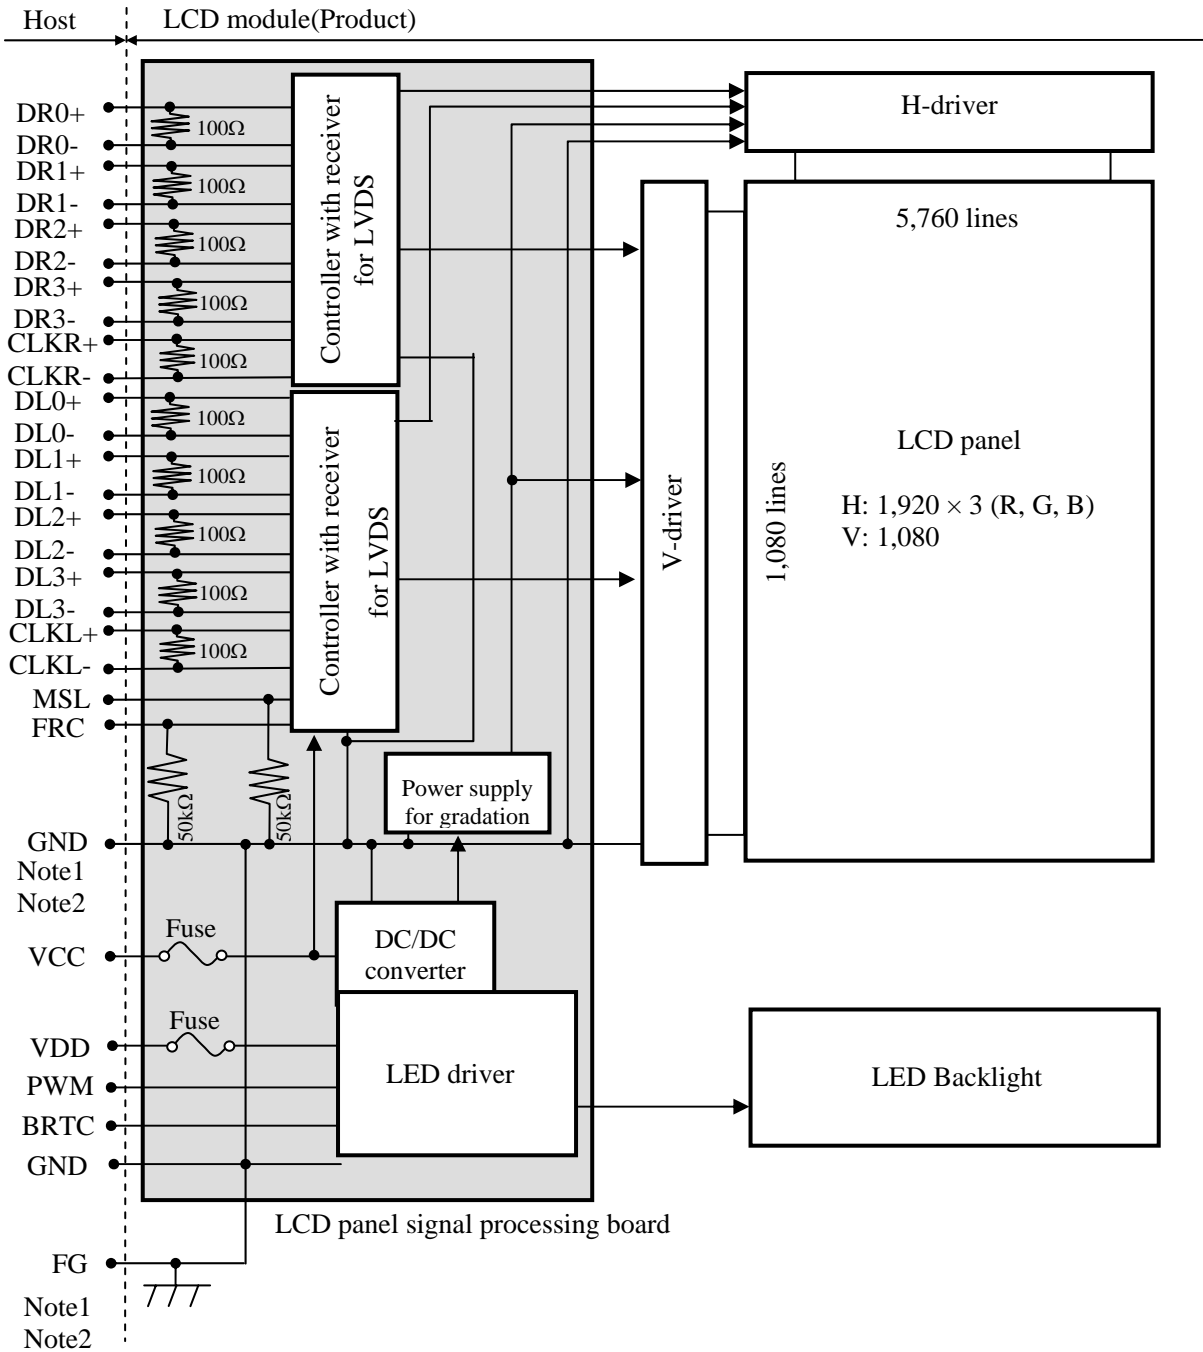 Host
LCD module(Product)
DR0+
100Ω
DR0-
DR1+
100Ω
DR1-
DR2+
100Ω
DR2-
DR3+
100Ω
DR3-
CLKR+
100Ω
CLKR-
DL0+
100Ω
DL0-
DL1+
100Ω
DL1-
DL2+
100Ω
DL2-
DL3+
100Ω
DL3-
CLKL+
100Ω
CLKL-
MSL
FRC
50kΩ
50kΩ
GND
Note1
Note2
VCC
Fuse
VDD
Fuse
PWM
BRTC
GND
FG
Note1
Note2
Controller with receiver
for LVDS
Controller with receiver
for LVDS
Power supply
for gradation
DC/DC
converter
LED driver
LCD panel signal processing board
H-driver
V-driver
5,760 lines
1,080 lines
LCD panel
H: 1,920 × 3 (R, G, B)
V: 1,080
LED Backlight